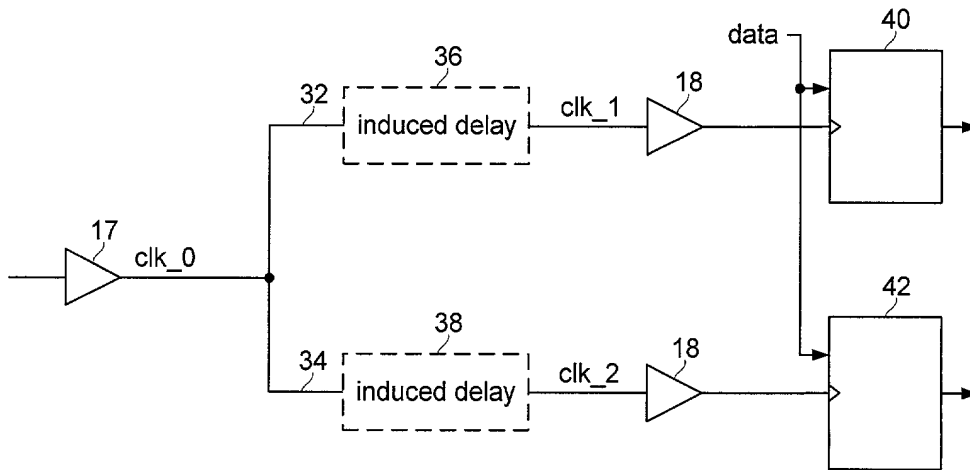 40
data
36
18
32
induced delay
clk_1
17
clk_0
42
38
18
34
induced delay
clk_2